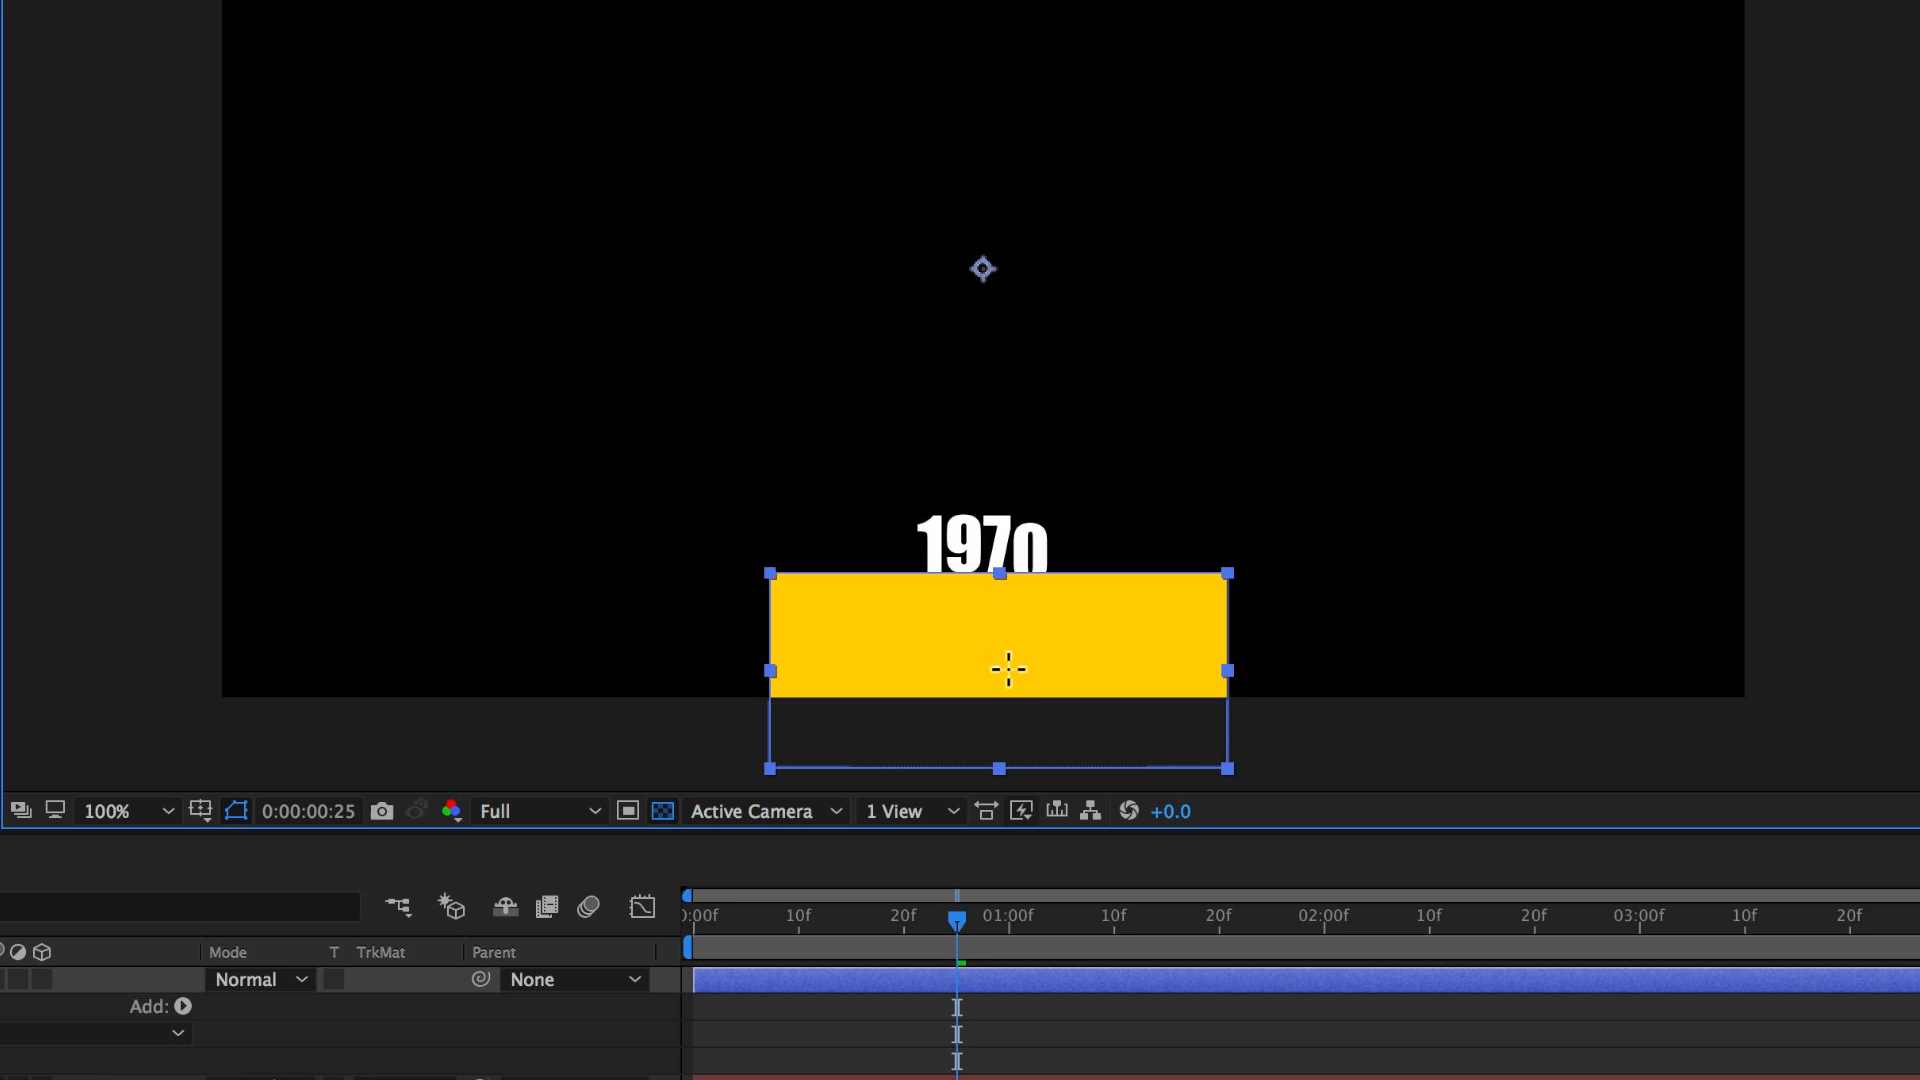 1970
100%
0:00:00:25
Full
Active Camera
1 View
+0.0
0:00f 10f 20f 01:00f 10f 20f 02:00f 10f 20f 03:00f 10f 20f
Mode T TrkMat Parent
Normal None
Add: